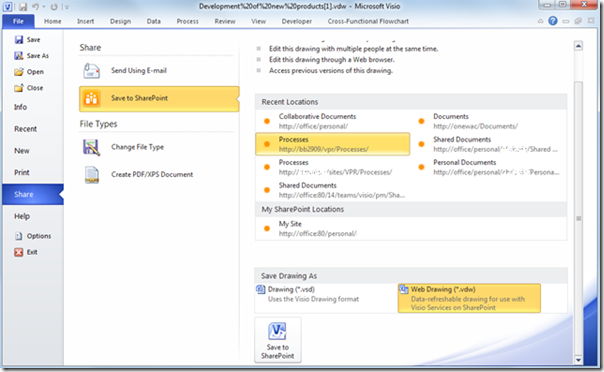 Development%20of%20new%20products[1].vdw - Microsoft Visio
File Home Insert Design Data Process Review View Developer Cross-Functional Flowchart
Save
Save As
Open
Close
Info
Recent
New
Print
Share
Help
Options
Exit
Share
Send Using E-mail
Save to SharePoint
File Types
Change File Type
Create PDF/XPS Document
Edit this drawing with multiple people at the same time.
Edit this drawing through a Web browser.
Access previous versions of this drawing.
Recent Locations
Collaborative Documents
http://office/personal/
Processes
http://bb2909/vpr/Processes/
Processes
/sites/VPR/Processes/
Shared Documents
http://office:80/14/teams/visio/pm/Sha...
Documents
http://onewac/Documents/
Shared Documents
http://office/personal/ /Shared ...
Personal Documents
http://office/personal/ /Persona...
My SharePoint Locations
My Site
http://office:80/personal/
Save Drawing As
Drawing (*.vsd)
Uses the Visio Drawing format
Web Drawing (*.vdw)
Data-refreshable drawing for use with
Visio Services on SharePoint
Save to
SharePoint